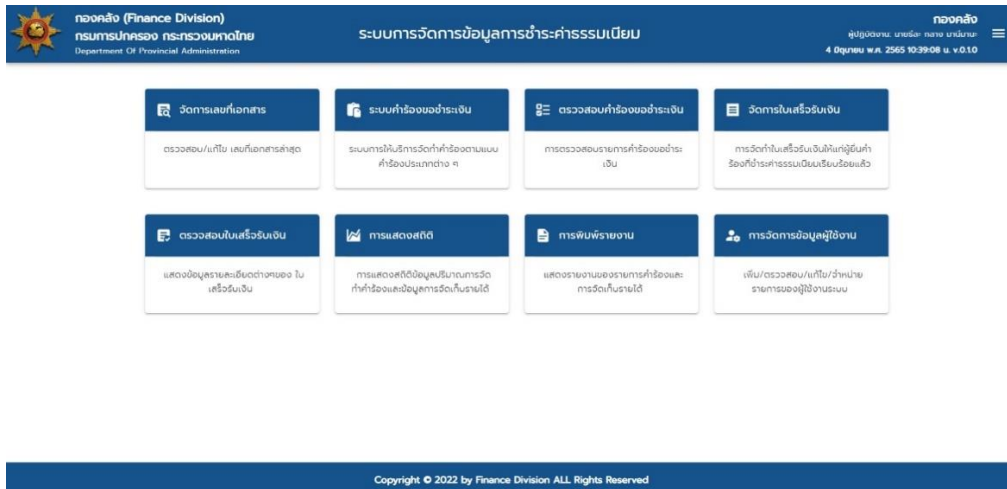 กองคลัง (Finance Division)
กรมการปกครอง กระทรวงมหาดไทย
Department Of Provincial Administration
ระบบการจัดการข้อมูลการชำระค่าธรรมเนียม
กองคลัง
ผู้ปฏิบัติงาน:
4 มิถุนายน พ.ศ. 2565 10:39:08 น. v.0.1.0
จัดการเลขที่เอกสาร
ตรวจสอบ/แก้ไข เลขที่เอกสารล่าสุด
ระบบคำร้องขอชำระเงิน
ระบบการให้บริการจัดทำคำร้องตามแบบ
คำร้องประเภทต่าง ๆ
ตรวจสอบคำร้องขอชำระเงิน
การตรวจสอบรายการคำร้องขอชำระ
เงิน
จัดการใบเสร็จรับเงิน
การจัดทำใบเสร็จรับเงินให้แก่ผู้ยื่นคำ
ร้องที่ชำระค่าธรรมเนียมเรียบร้อยแล้ว
ตรวจสอบใบเสร็จรับเงิน
แสดงข้อมูลรายละเอียดต่างๆของ ใบ
เสร็จรับเงิน
การแสดงสถิติ
การแสดงสถิติข้อมูลปริมาณการจัด
ทำคำร้องและข้อมูลการจัดเก็บรายได้
การพิมพ์รายงาน
แสดงรายงานของรายการคำร้องและ
การจัดเก็บรายได้
การจัดการข้อมูลผู้ใช้งาน
เพิ่ม/ตรวจสอบ/แก้ไข/จำหน่าย
รายการของผู้ใช้งานระบบ
Copyright © 2022 by Finance Division ALL Rights Reserved